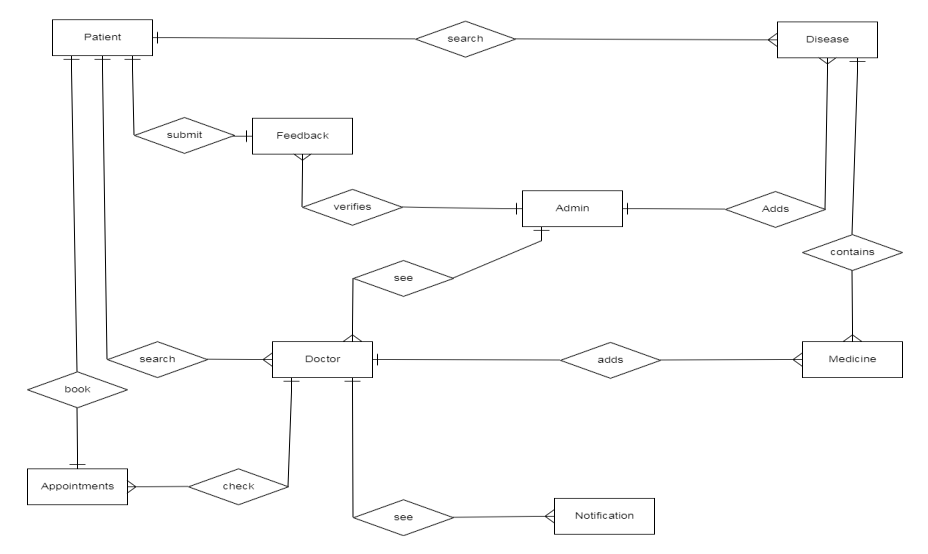 Patient
search
Disease
submit
Feedback
verifies
Admin
Adds
contains
see
search
Doctor
adds
Medicine
book
Appointments
check
see
Notification